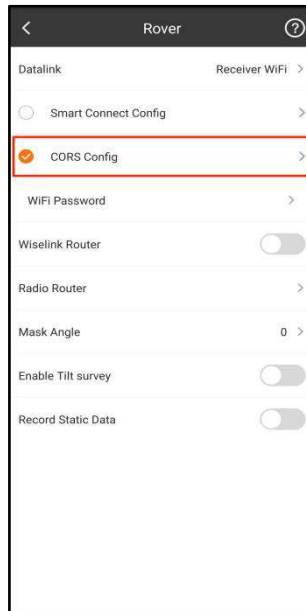 Rover
Datalink Receiver WiFi
Smart Connect Config
CORS Config
WiFi Password
Wiselink Router
Radio Router
Mask Angle 0
Enable Tilt survey
Record Static Data